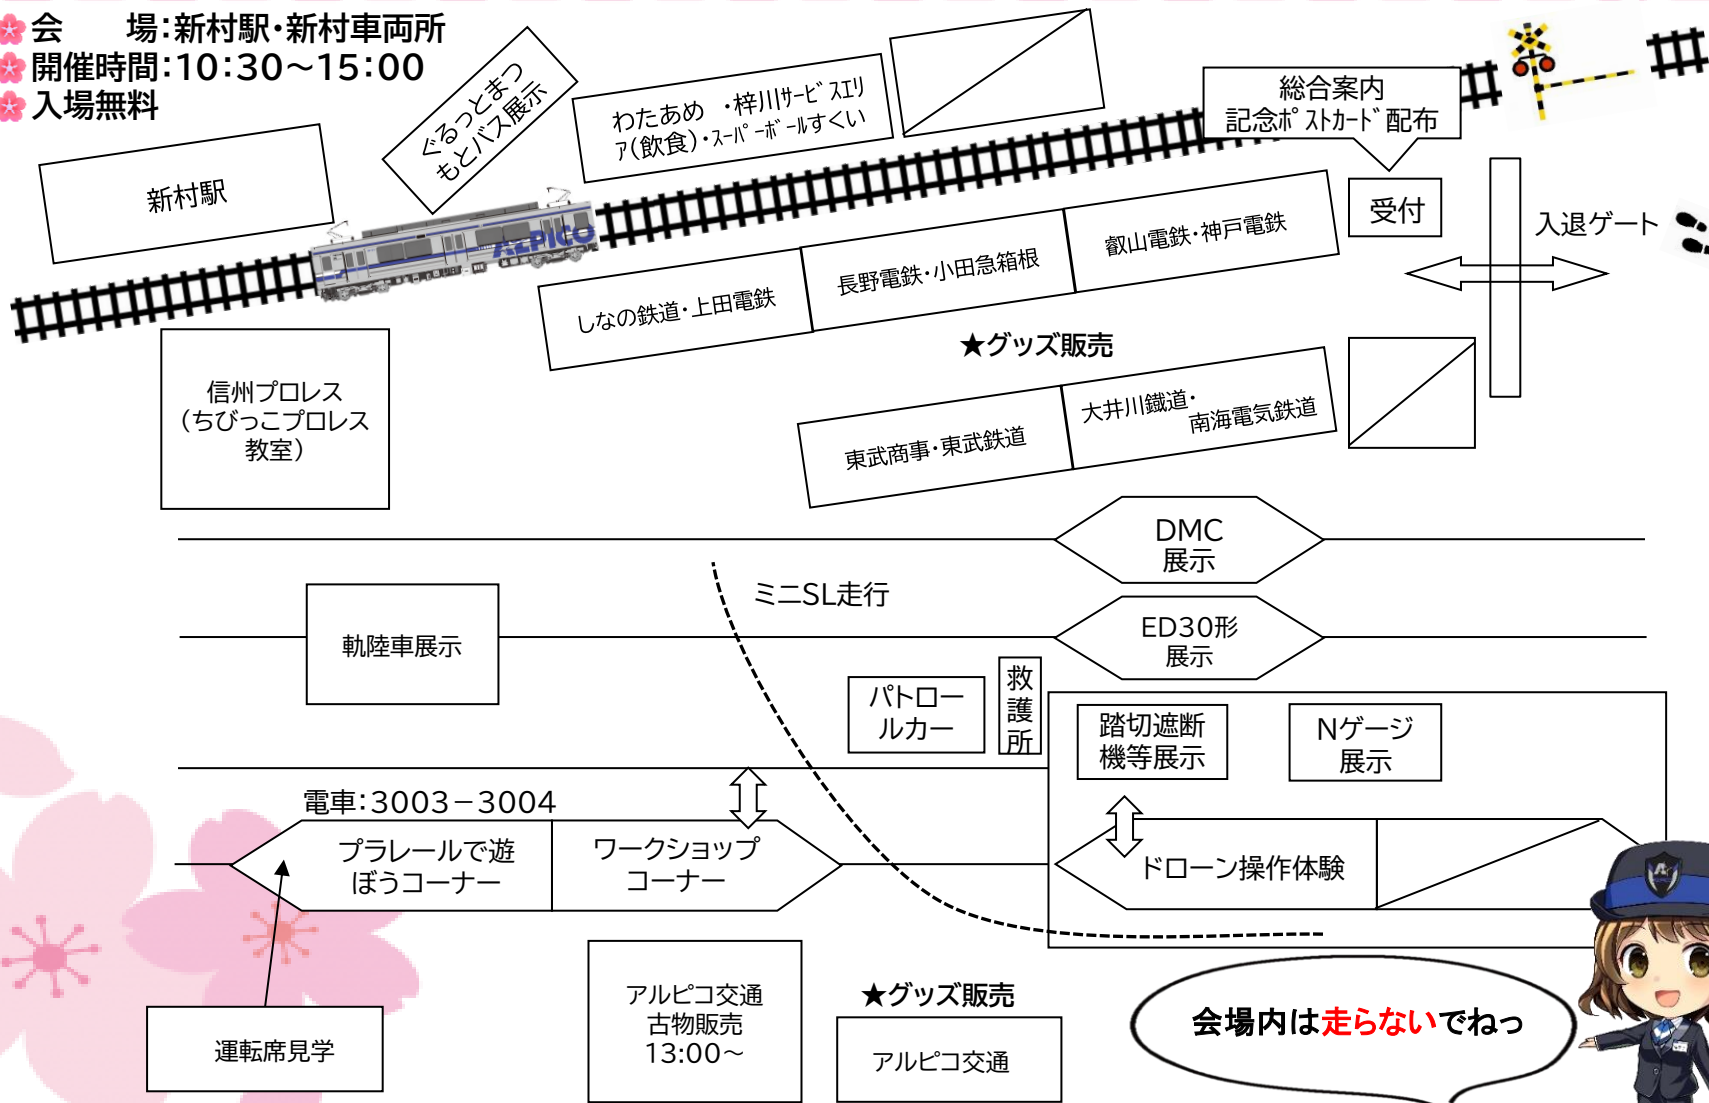 会　　場：新村駅・新村車両所
開催時間：10：30～15：00
入場無料
新村駅
ぐるっとまつ
もとバス展示
わたあめ ・梓川ｻｰﾋﾞｽｴﾘ
ｱ(飲食)・ｽｰﾊﾟｰﾎﾞｰﾙすくい
総合案内
記念ﾎﾟｽﾄｶｰﾄﾞ配布
受付
入退ゲート
ALPICO
しなの鉄道・上田電鉄
長野電鉄・小田急箱根
叡山電鉄・神戸電鉄
★グッズ販売
信州プロレス
（ちびっこプロレス
教室）
東武商事・東武鉄道
大井川鐵道・
南海電気鉄道
DMC
展示
ミニSL走行
軌陸車展示
ED30形
展示
パトロー
ルカー
救
護
所
踏切遮断
機等展示
Nゲージ
展示
電車：3003－3004
プラレールで遊
ぼうコーナー
ワークショップ
コーナー
ドローン操作体験
運転席見学
アルピコ交通
古物販売
13:00～
★グッズ販売
アルピコ交通
会場内は走らないでねっ